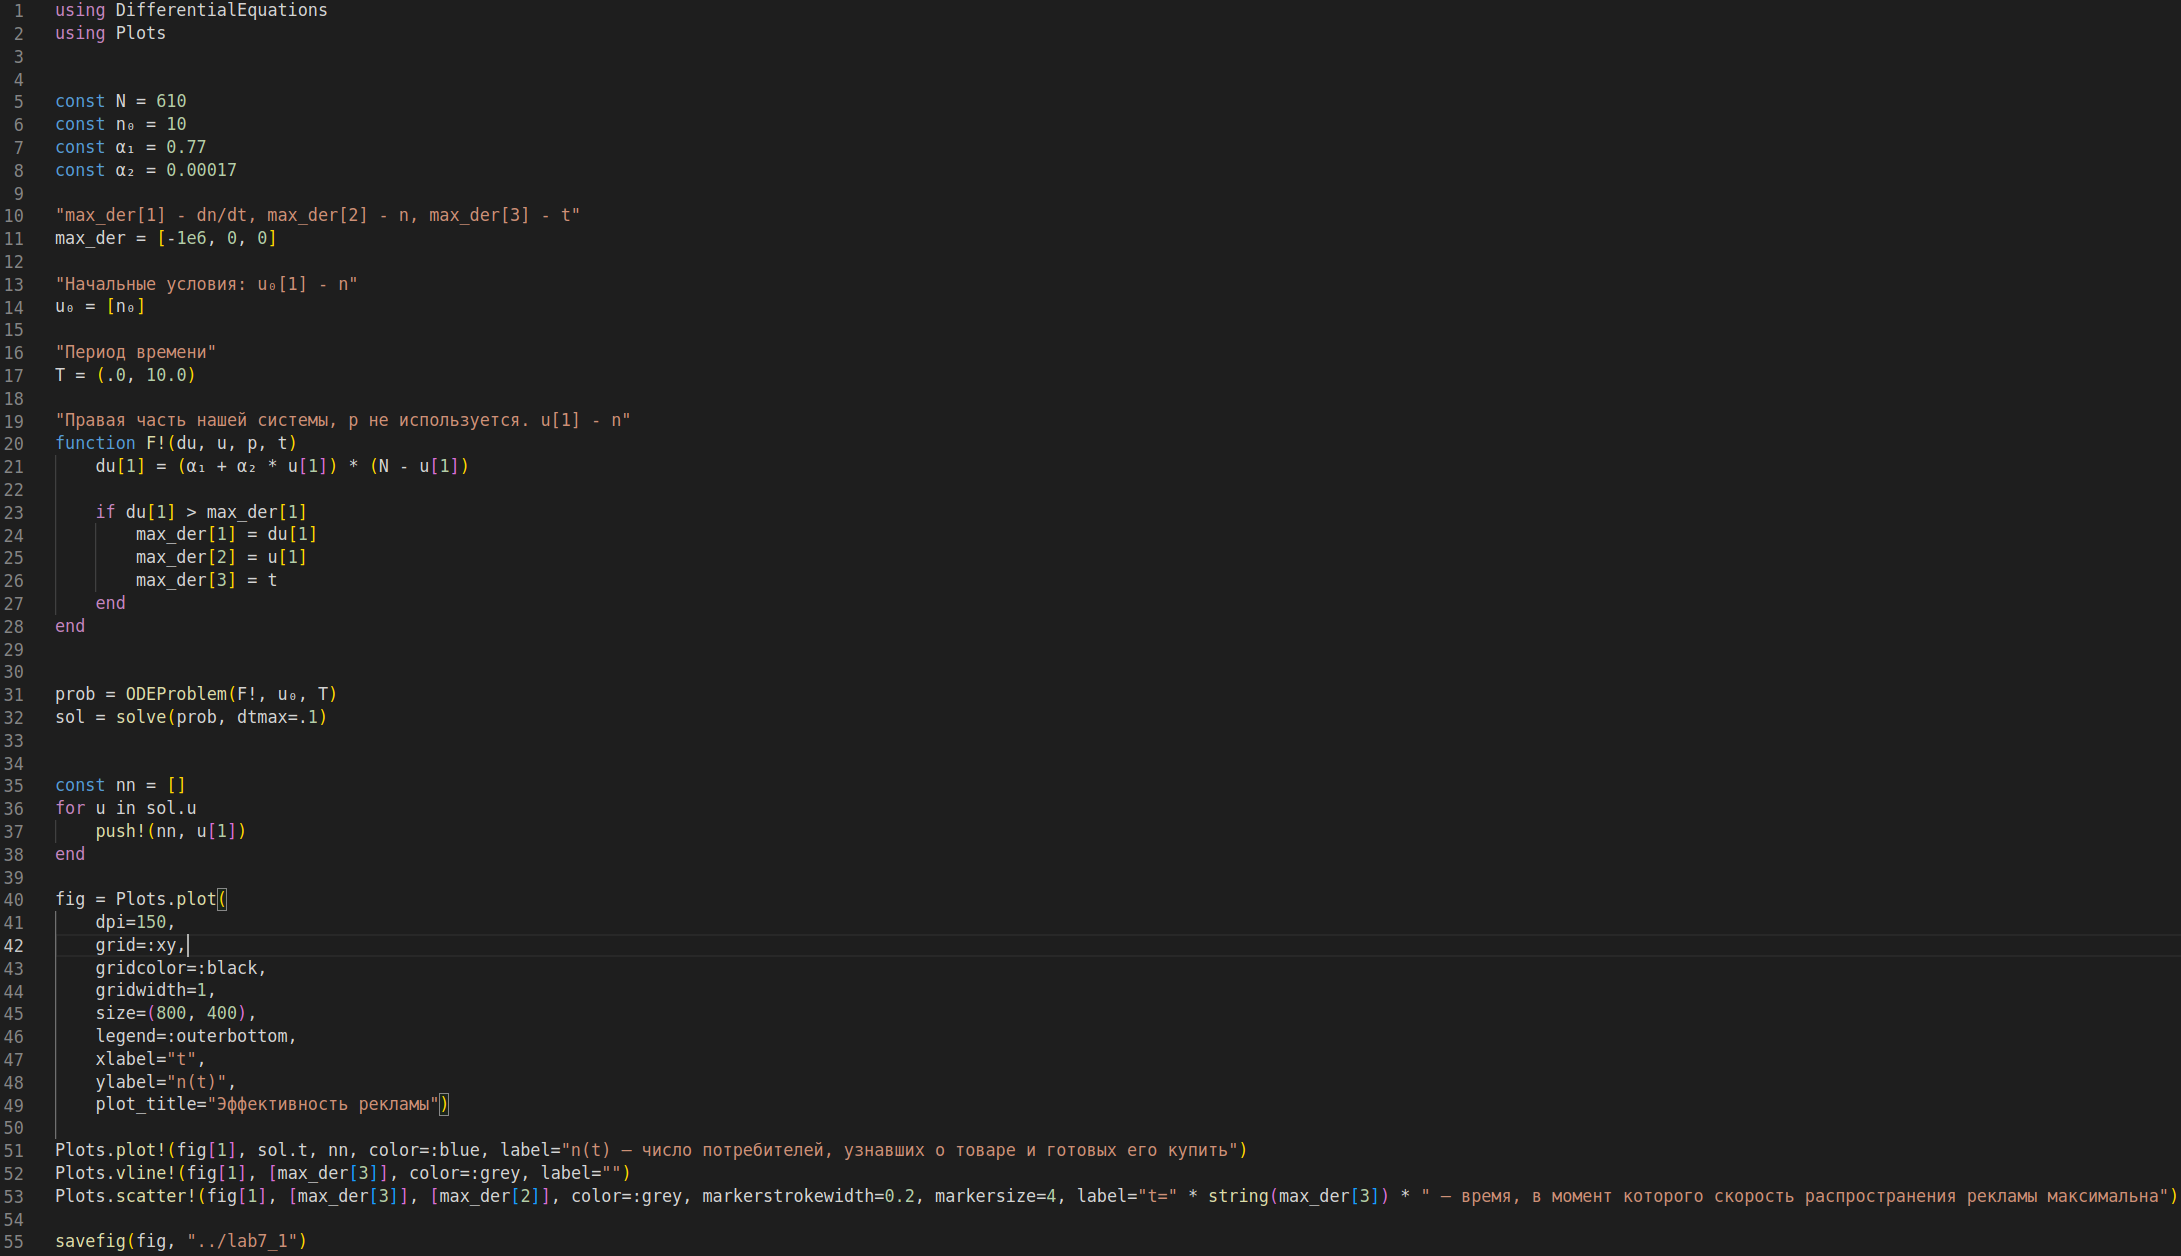 1 using DifferentialEquations
2 using Plots
3
4
5 const N = 610
6 const n₀ = 10
7 const α₁ = 0.77
8 const α₂ = 0.00017
9
10 "max_der[1] - dn/dt, max_der[2] - n, max_der[3] - t"
11 max_der = [-1e6, 0, 0]
12
13 "Начальные условия: u₀[1] - n"
14 u₀ = [n₀]
15
16 "Период времени"
17 T = (.0, 10.0)
18
19 "Правая часть нашей системы, p не используется. u[1] - n"
20 function F!(du, u, p, t)
21     du[1] = (α₁ + α₂ * u[1]) * (N - u[1])
22
23     if du[1] > max_der[1]
24         max_der[1] = du[1]
25         max_der[2] = u[1]
26         max_der[3] = t
27     end
28 end
29
30
31 prob = ODEProblem(F!, u₀, T)
32 sol = solve(prob, dtmax=.1)
33
34
35 const nn = []
36 for u in sol.u
37     push!(nn, u[1])
38 end
39
40 fig = Plots.plot(
41     dpi=150,
42     grid=:xy,
43     gridcolor=:black,
44     gridwidth=1,
45     size=(800, 400),
46     legend=:outerbottom,
47     xlabel="t",
48     ylabel="n(t)",
49     plot_title="Эффективность рекламы")
50
51 Plots.plot!(fig[1], sol.t, nn, color=:blue, label="n(t) — число потребителей, узнавших о товаре и готовых его купить")
52 Plots.vline!(fig[1], [max_der[3]], color=:grey, label="")
53 Plots.scatter!(fig[1], [max_der[3]], [max_der[2]], color=:grey, markerstrokewidth=0.2, markersize=4, label="t=" * string(max_der[3]) * " — время, в момент которого скорость распространения рекламы максимальна")
54
55 savefig(fig, "../lab7_1")